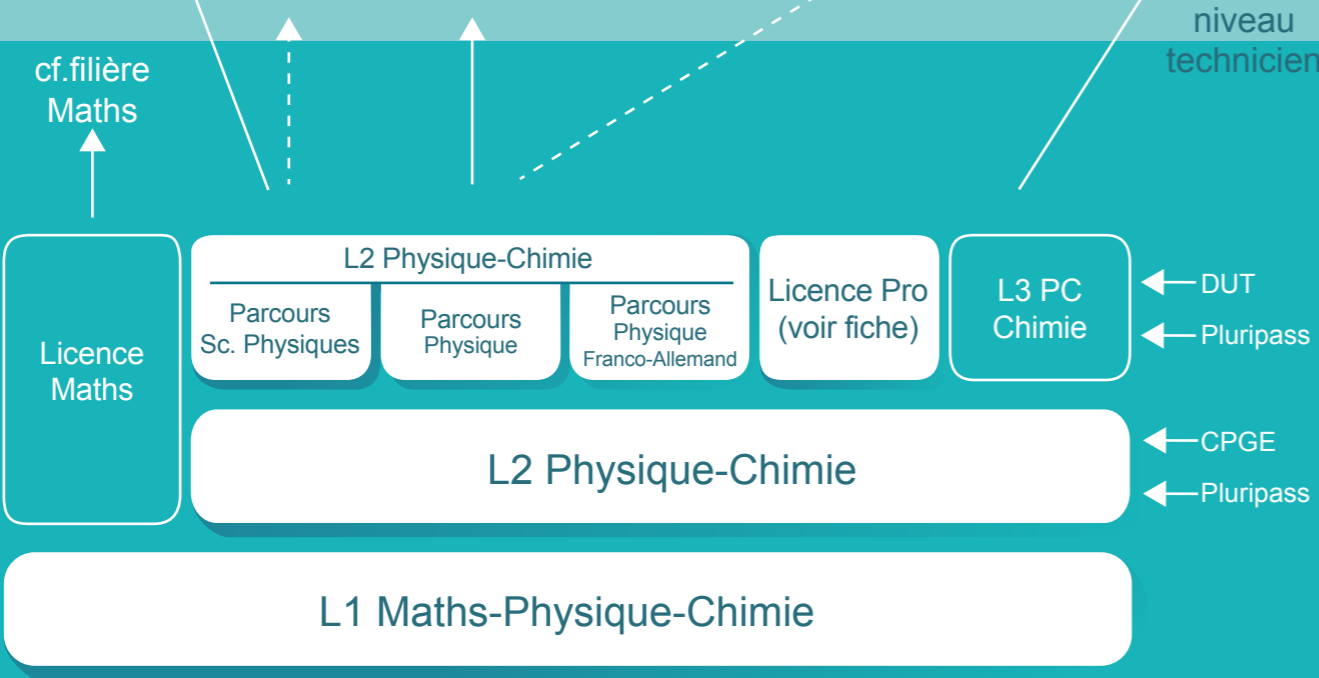 niveau
technicien
cf.filière
Maths
L2 Physique-Chimie
Parcours
Sc. Physiques
Parcours
Physique
Parcours
Physique
Franco-Allemand
Licence Pro
(voir fiche)
L3 PC
Chimie
DUT
Pluripass
Licence
Maths
L2 Physique-Chimie
CPGE
Pluripass
L1 Maths-Physique-Chimie